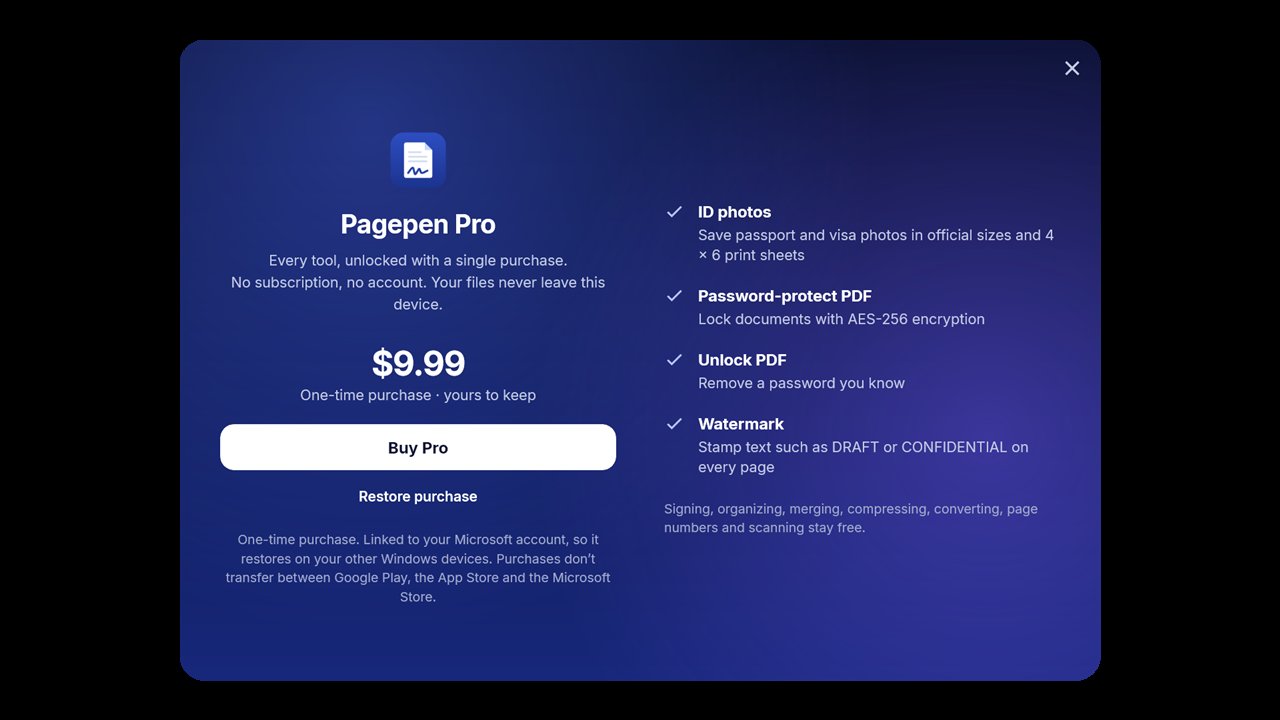 Pagepen Pro
Every tool, unlocked with a single purchase.
No subscription, no account. Your files never leave this
device.
$9.99
One-time purchase · yours to keep
Buy Pro
Restore purchase
One-time purchase. Linked to your Microsoft account, so it
restores on your other Windows devices. Purchases don’t
transfer between Google Play, the App Store and the Microsoft
Store.
ID photos
Save passport and visa photos in official sizes and 4
× 6 print sheets
Password-protect PDF
Lock documents with AES-256 encryption
Unlock PDF
Remove a password you know
Watermark
Stamp text such as DRAFT or CONFIDENTIAL on
every page
Signing, organizing, merging, compressing, converting, page
numbers and scanning stay free.